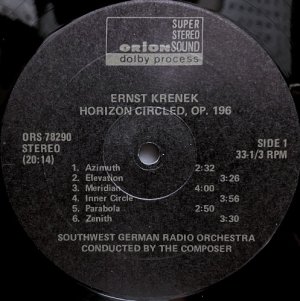 SUPER
STEREO
ORION SOUND
dolby process
ERNST KRENEK
HORIZON CIRCLED, OP. 196
ORS 78290
STEREO
(20:14)
SIDE 1
33-1/3 RPM
1. Azimuth 2:32
2. Elevation 3:26
3. Meridian 4:00
4. Inner Circle 3:56
5. Parabola 2:50
6. Zenith 3:30
SOUTHWEST GERMAN RADIO ORCHESTRA
CONDUCTED BY THE COMPOSER